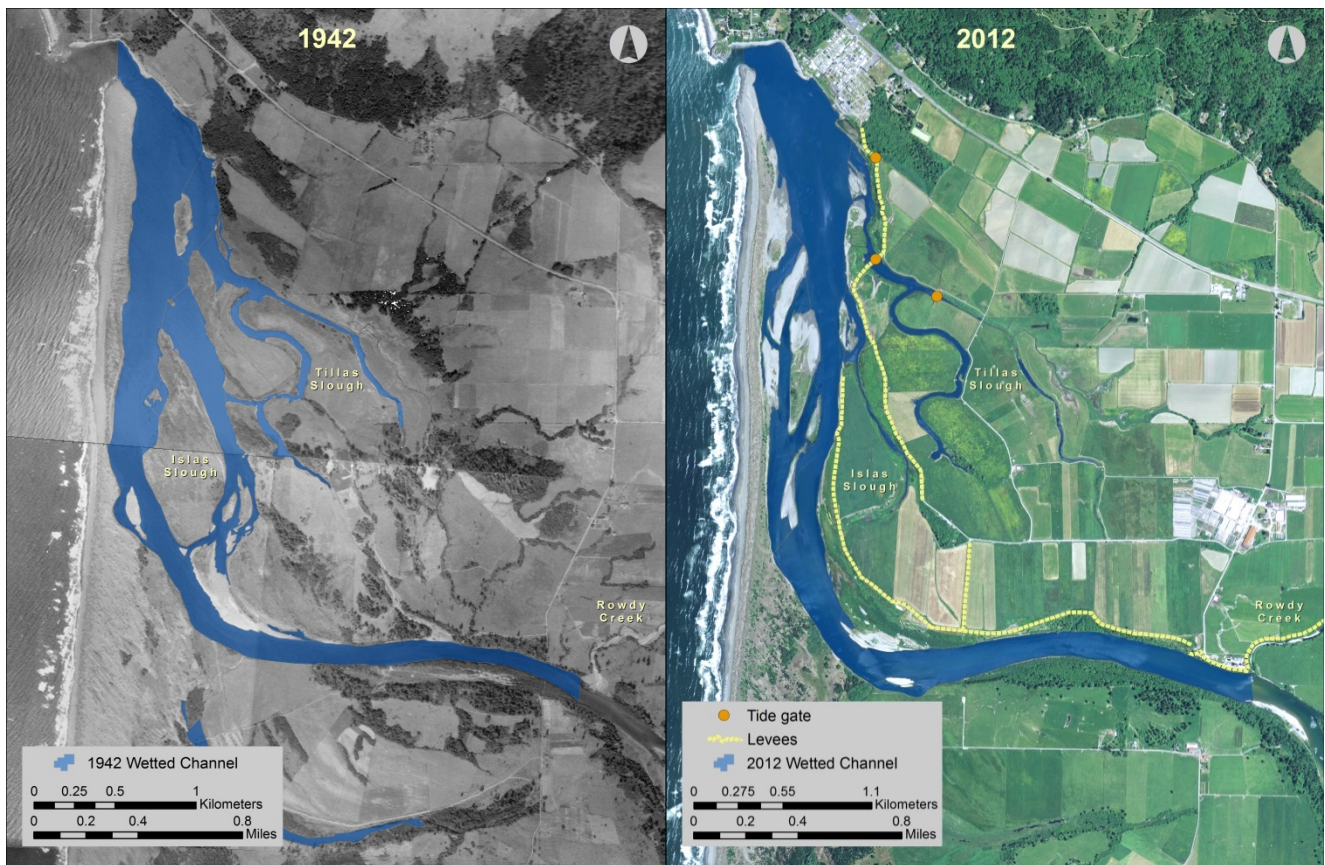 1942
Tillas
Slough
Islas
Slough
Rowdy
Creek
1942 Wetted Channel
0 0.25 0.5 1
Kilometers
0 0.2 0.4 0.8
Miles
2012
Tillas
Slough
Islas
Slough
Rowdy
Creek
Tide gate
Levees
2012 Wetted Channel
0 0.275 0.55 1.1
Kilometers
0 0.2 0.4 0.8
Miles